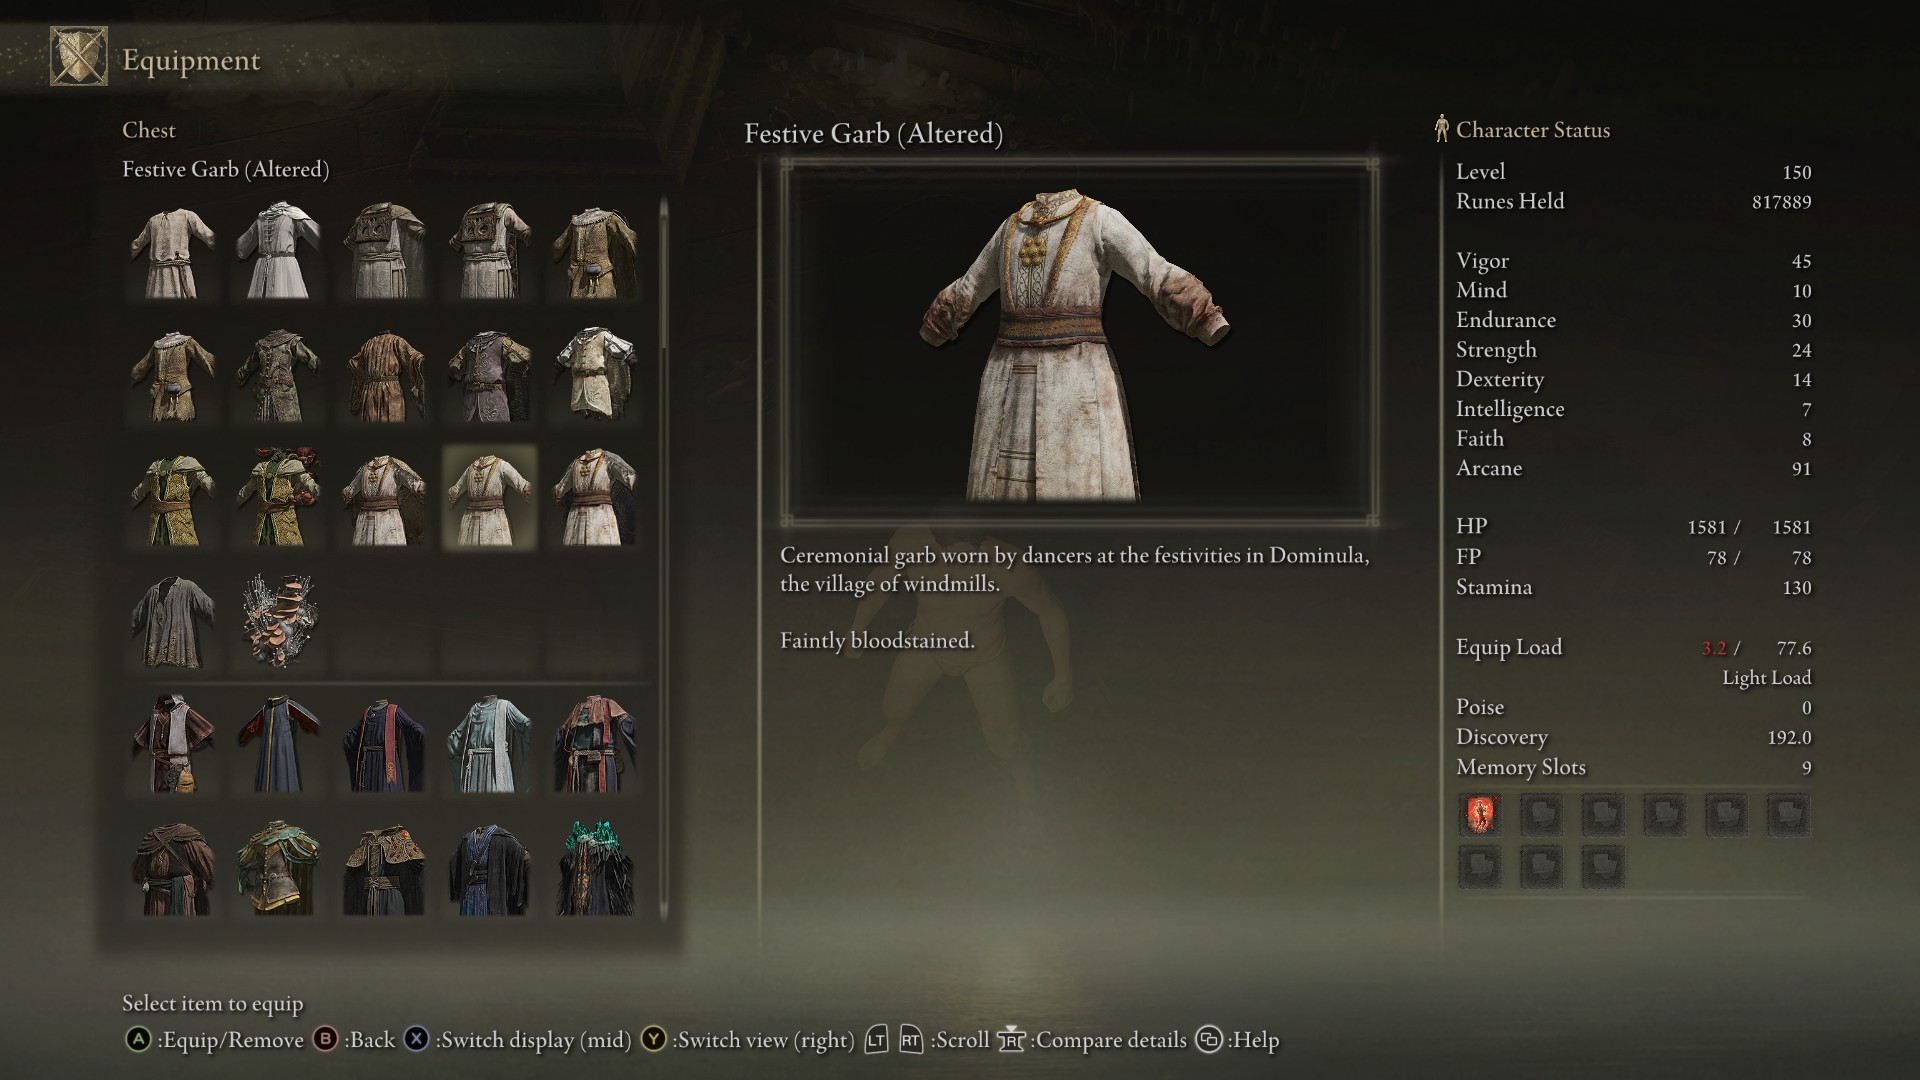 Equipment
Chest
Festive Garb (Altered)
Festive Garb (Altered)
Ceremonial garb worn by dancers at the festivities in Dominula,
the village of windmills.
Faintly bloodstained.
Character Status
Level 150
Runes Held 817889
Vigor 45
Mind 10
Endurance 30
Strength 24
Dexterity 14
Intelligence 7
Faith 8
Arcane 91
HP 1581 / 1581
FP 78 / 78
Stamina 130
Equip Load 3.2 / 77.6
Light Load
Poise 0
Discovery 192.0
Memory Slots 9
Select item to equip
A :Equip/Remove B :Back X :Switch display (mid) Y :Switch view (right) LT RT :Scroll R :Compare details :Help